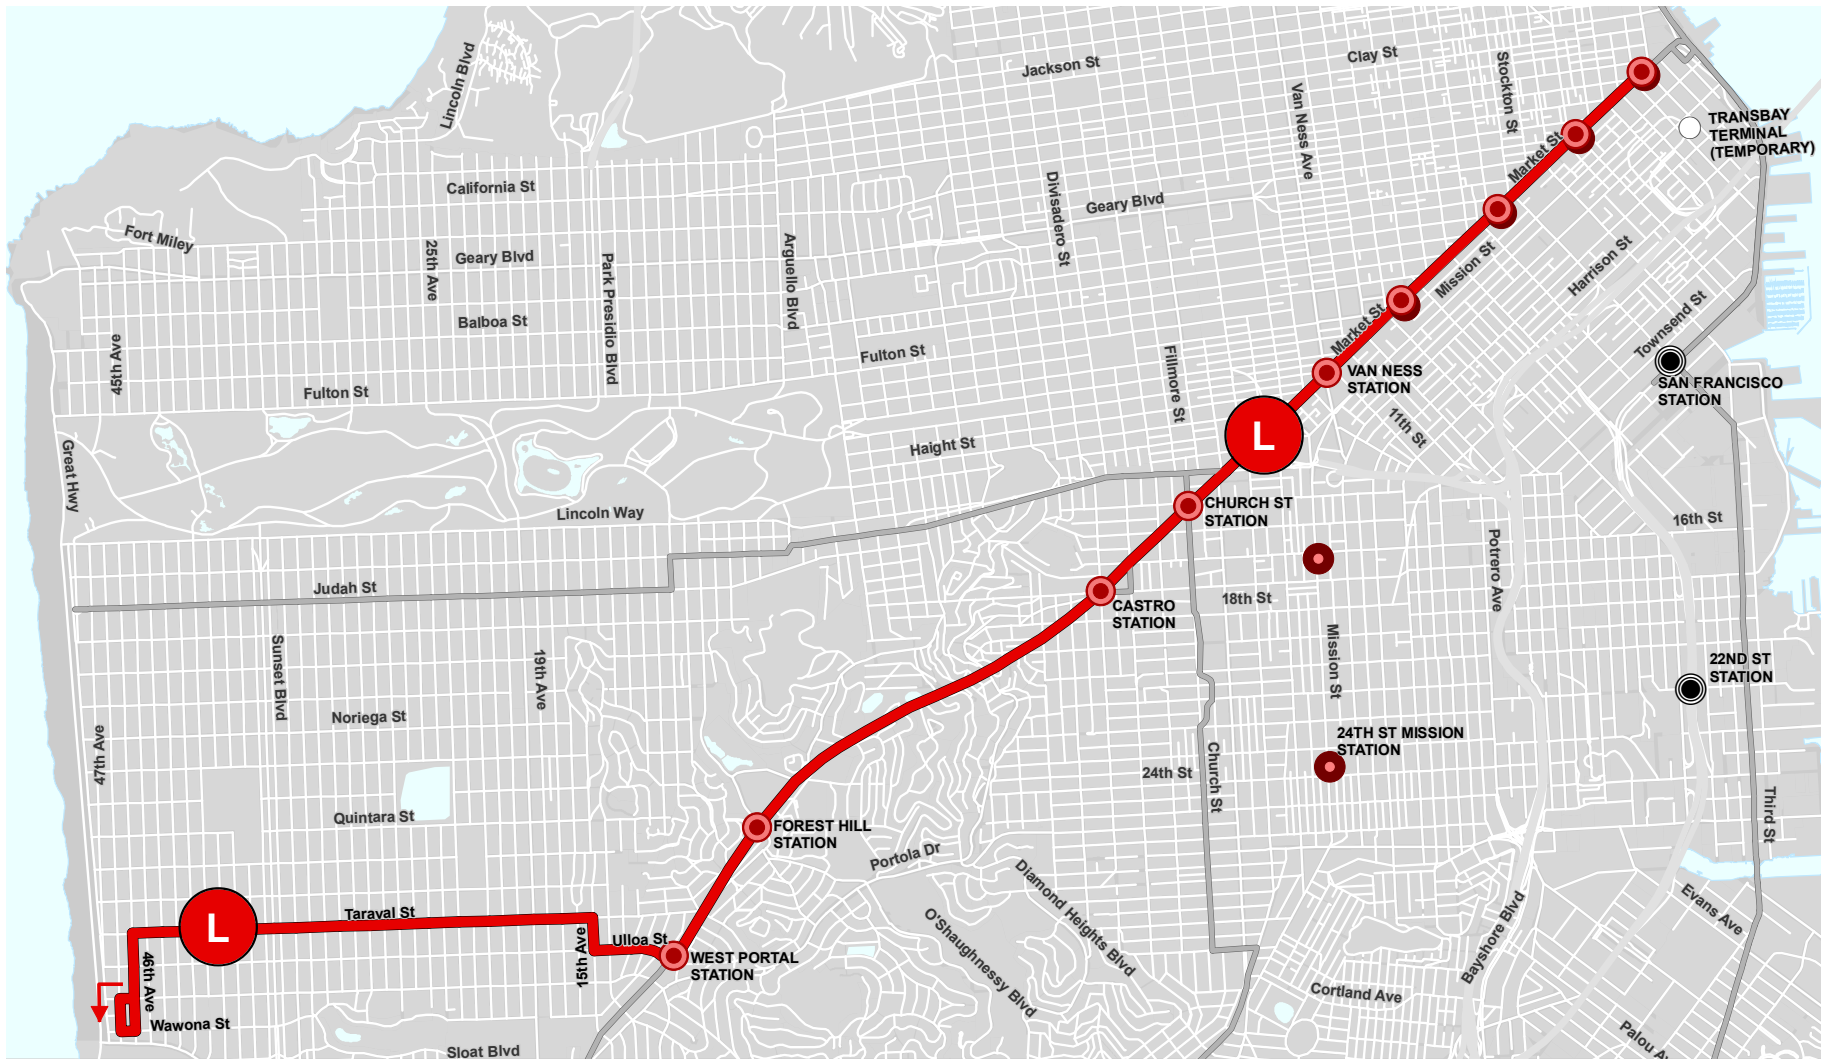 Lincoln Blvd
Jackson St
Clay St
Stockton St
Van Ness Ave
TRANSBAY
TERMINAL
(TEMPORARY)
Market St
California St
Divisadero St
Geary Blvd
Fort Miley
25th Ave
Geary Blvd
Park Presidio Blvd
Arguello Blvd
Mission St
Harrison St
Balboa St
Market St
Townsend St
45th Ave
Fulton St
Fillmore St
VAN NESS
STATION
SAN FRANCISCO
STATION
Fulton St
11th St
L
Great Hwy
Haight St
Lincoln Way
CHURCH ST
STATION
16th St
Potrero Ave
Judah St
CASTRO
STATION
18th St
Mission St
Sunset Blvd
19th Ave
22ND ST
STATION
Noriega St
47th Ave
24TH ST MISSION
STATION
Church St
24th St
Third St
Quintara St
FOREST HILL
STATION
Portola Dr
Diamond Heights Blvd
O'Shaughnessy Blvd
Bayshore Blvd
Evans Ave
L
Taraval St
15th Ave
Ulloa St
WEST PORTAL
STATION
46th Ave
Cortland Ave
Wawona St
Sloat Blvd
Palou Av